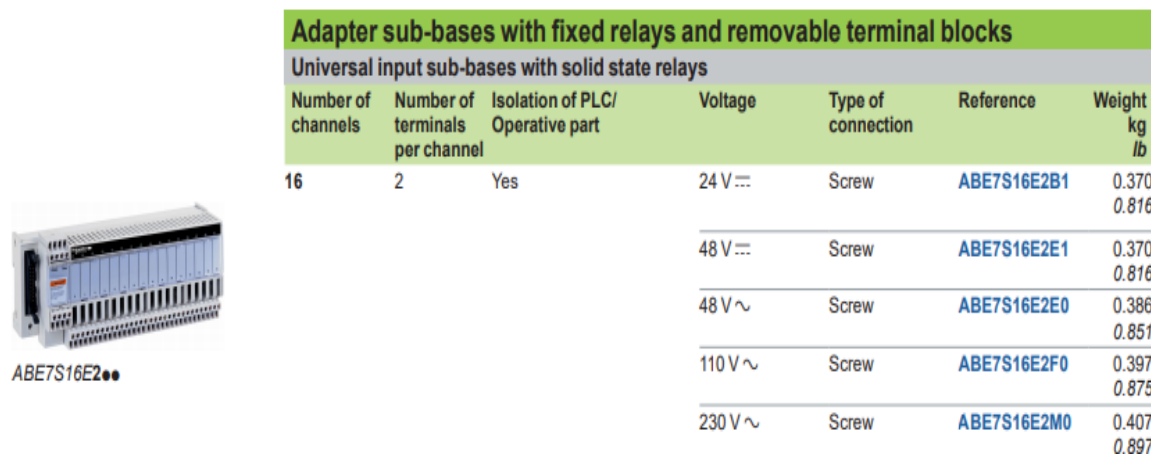 Adapter sub-bases with fixed relays and removable terminal blocks
Universal input sub-bases with solid state relays
Number of channels Number of terminals per channel Isolation of PLC/ Operative part Voltage Type of connection Reference Weight kg lb
16 2 Yes 24 V ⎓ Screw ABE7S16E2B1 0.370
0.816
48 V ⎓ Screw ABE7S16E2E1 0.370
0.816
48 V ∿ Screw ABE7S16E2E0 0.386
0.851
110 V ∿ Screw ABE7S16E2F0 0.397
0.875
230 V ∿ Screw ABE7S16E2M0 0.407
0.897
ABE7S16E2●●